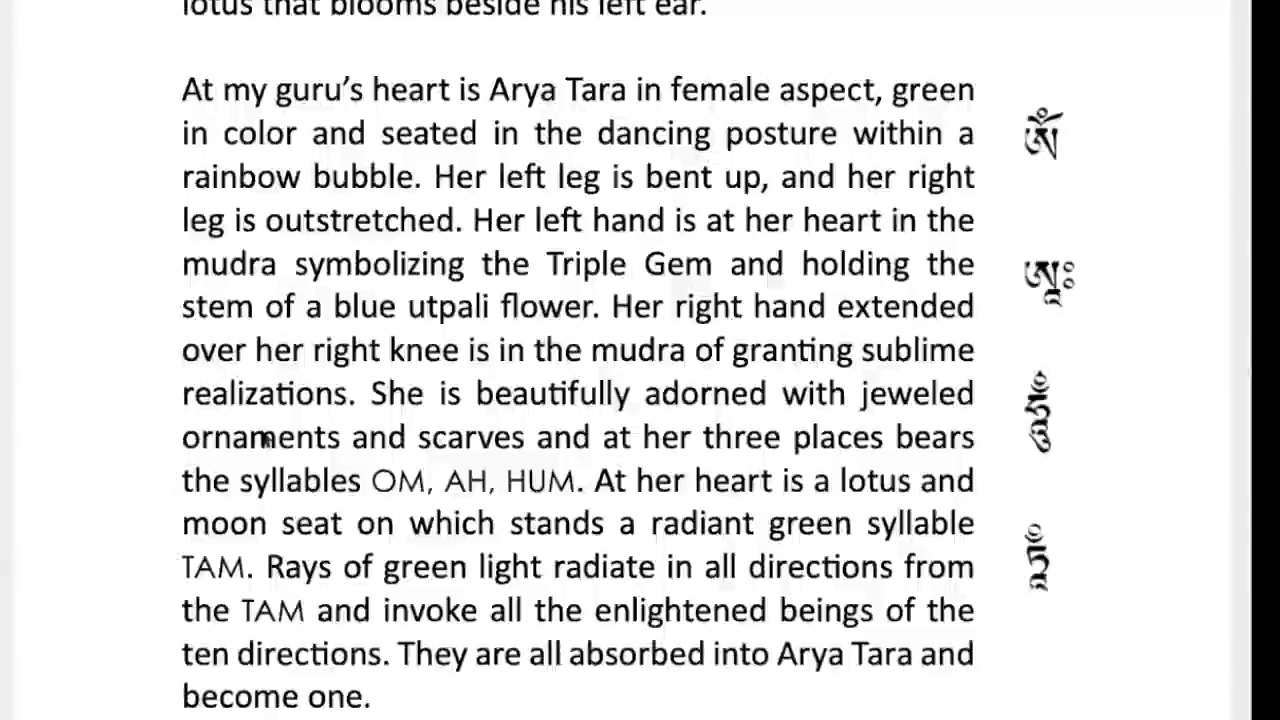 lotus that blooms beside his left ear.
At my guru’s heart is Arya Tara in female aspect, green
in color and seated in the dancing posture within a
rainbow bubble. Her left leg is bent up, and her right
leg is outstretched. Her left hand is at her heart in the
mudra symbolizing the Triple Gem and holding the
stem of a blue utpali flower. Her right hand extended
over her right knee is in the mudra of granting sublime
realizations. She is beautifully adorned with jeweled
ornaments and scarves and at her three places bears
the syllables OM, AH, HUM. At her heart is a lotus and
moon seat on which stands a radiant green syllable
TAM. Rays of green light radiate in all directions from
the TAM and invoke all the enlightened beings of the
ten directions. They are all absorbed into Arya Tara and
become one.
ༀ
ཨཱཿ